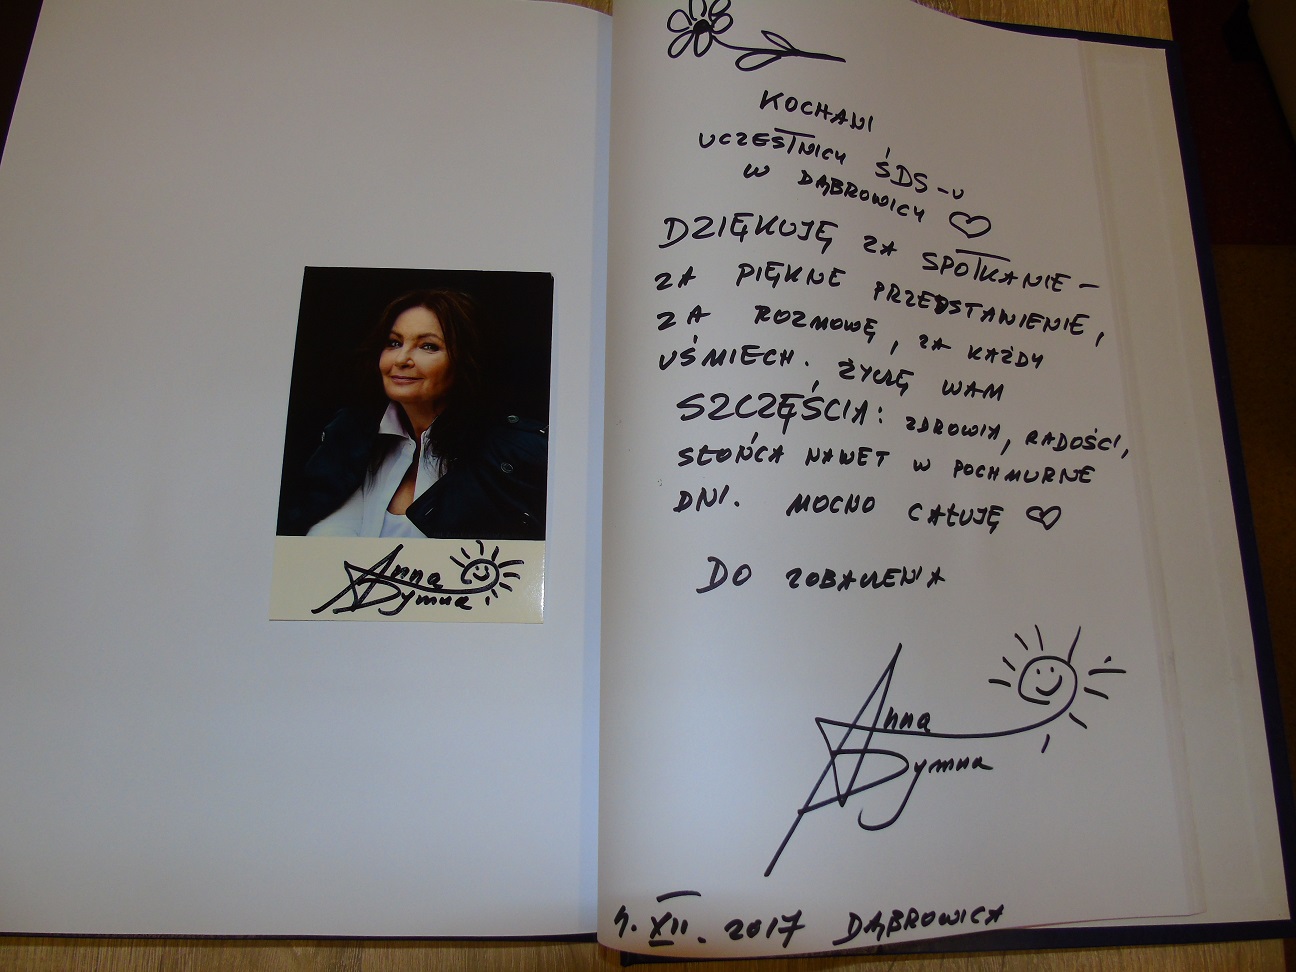 Anna
Dymna
KOCHANI
UCZESTNICY ŚDS-U
W DĄBROWICY
DZIĘKUJĘ ZA SPOTKANIE -
ZA PIĘKNE PRZEDSTAWIENIE,
ZA ROZMOWĘ, ZA KAŻDY
UŚMIECH. ŻYCZĘ WAM
SZCZĘŚCIA: ZDROWIA, RADOŚCI,
SŁOŃCA NAWET W POCHMURNE
DNI. MOCNO CAŁUJĘ
DO ZOBACZENIA
Anna
Dymna
4. XII. 2017 DĄBROWICA